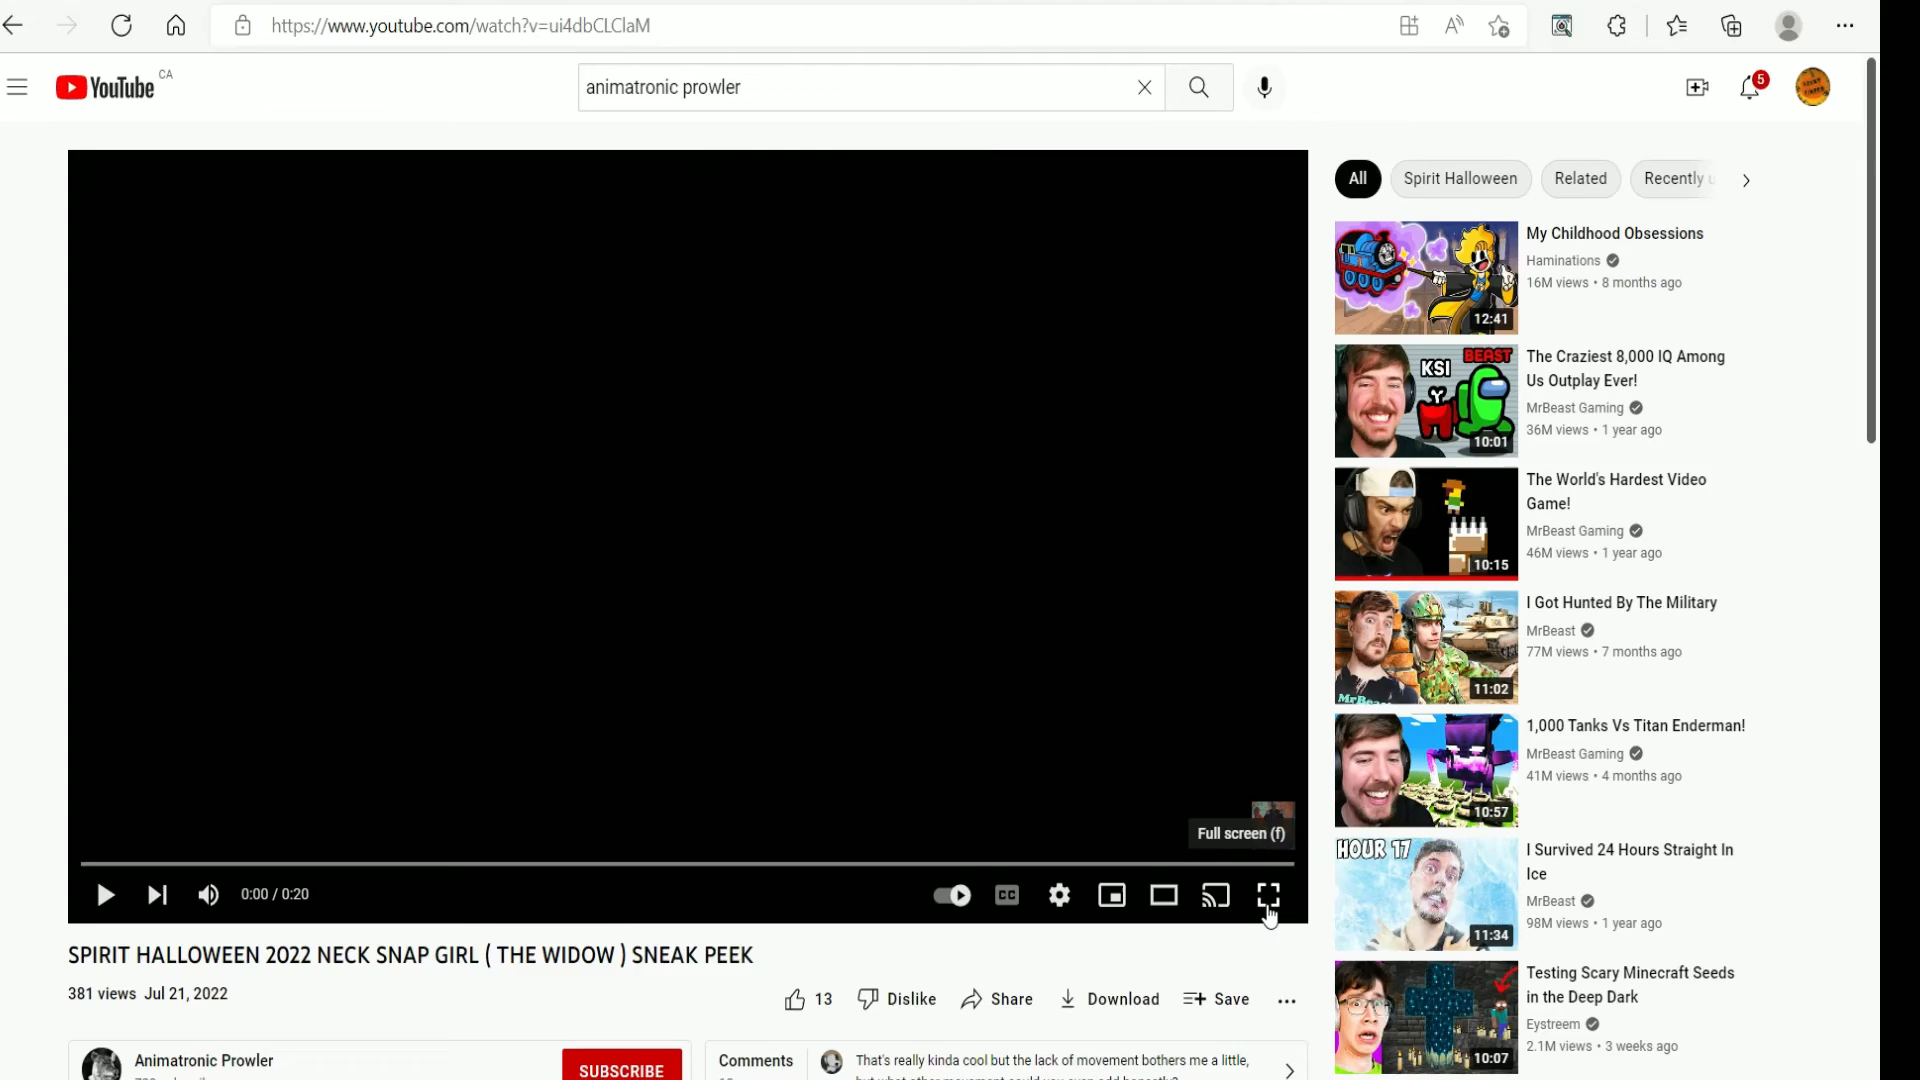 https://www.youtube.com/watch?v=ui4dbCLClaM
YouTube CA
animatronic prowler
5
All
Spirit Halloween
Related
Recently u
My Childhood Obsessions
Haminations
16M views • 8 months ago
12:41
KSI
BEAST
The Craziest 8,000 IQ Among
Us Outplay Ever!
MrBeast Gaming
36M views • 1 year ago
10:01
The World's Hardest Video
Game!
MrBeast Gaming
46M views • 1 year ago
10:15
I Got Hunted By The Military
MrBeast
77M views • 7 months ago
11:02
1,000 Tanks Vs Titan Enderman!
MrBeast Gaming
41M views • 4 months ago
10:57
HOUR 17
I Survived 24 Hours Straight In
Ice
MrBeast
98M views • 1 year ago
11:34
Testing Scary Minecraft Seeds
in the Deep Dark
Eystreem
2.1M views • 3 weeks ago
10:07
Full screen (f)
0:00 / 0:20
CC
SPIRIT HALLOWEEN 2022 NECK SNAP GIRL ( THE WIDOW ) SNEAK PEEK
381 views Jul 21, 2022
13
Dislike
Share
Download
Save
Animatronic Prowler
SUBSCRIBE
Comments
That's really kinda cool but the lack of movement bothers me a little,